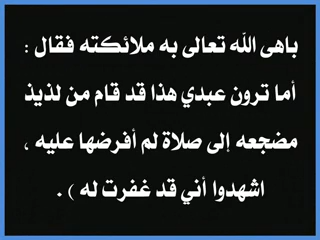 باهى الله تعالى به ملائكته فقال :
أما ترون عبدي هذا قد قام من لذيذ
مضجعه إلى صلاة لم أفرضها عليه ،
اشهدوا أني قد غفرت له ) .